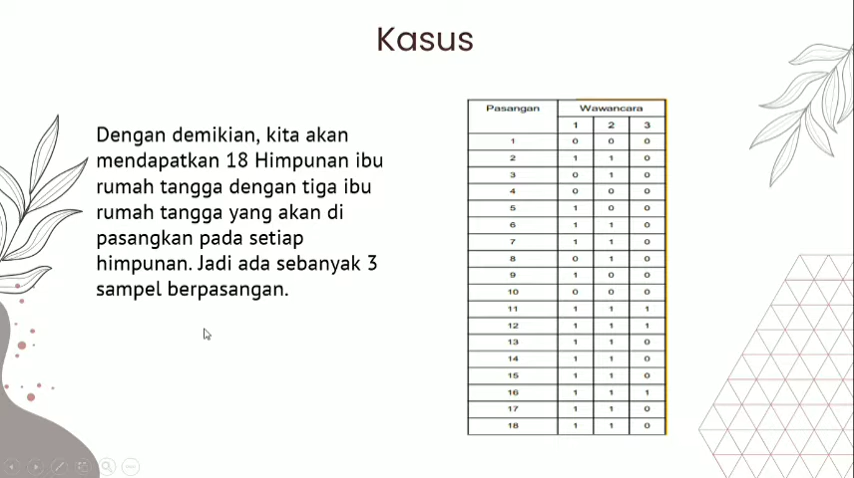 Kasus
Dengan demikian, kita akan
mendapatkan 18 Himpunan ibu
rumah tangga dengan tiga ibu
rumah tangga yang akan di
pasangkan pada setiap
himpunan. Jadi ada sebanyak 3
sampel berpasangan.
Pasangan Wawancara
1 2 3
1 0 0 0
2 1 1 0
3 0 1 0
4 0 0 0
5 1 0 0
6 1 1 0
7 1 1 0
8 0 1 0
9 1 0 0
10 0 0 0
11 1 1 1
12 1 1 1
13 1 1 0
14 1 1 0
15 1 1 0
16 1 1 1
17 1 1 0
18 1 1 0